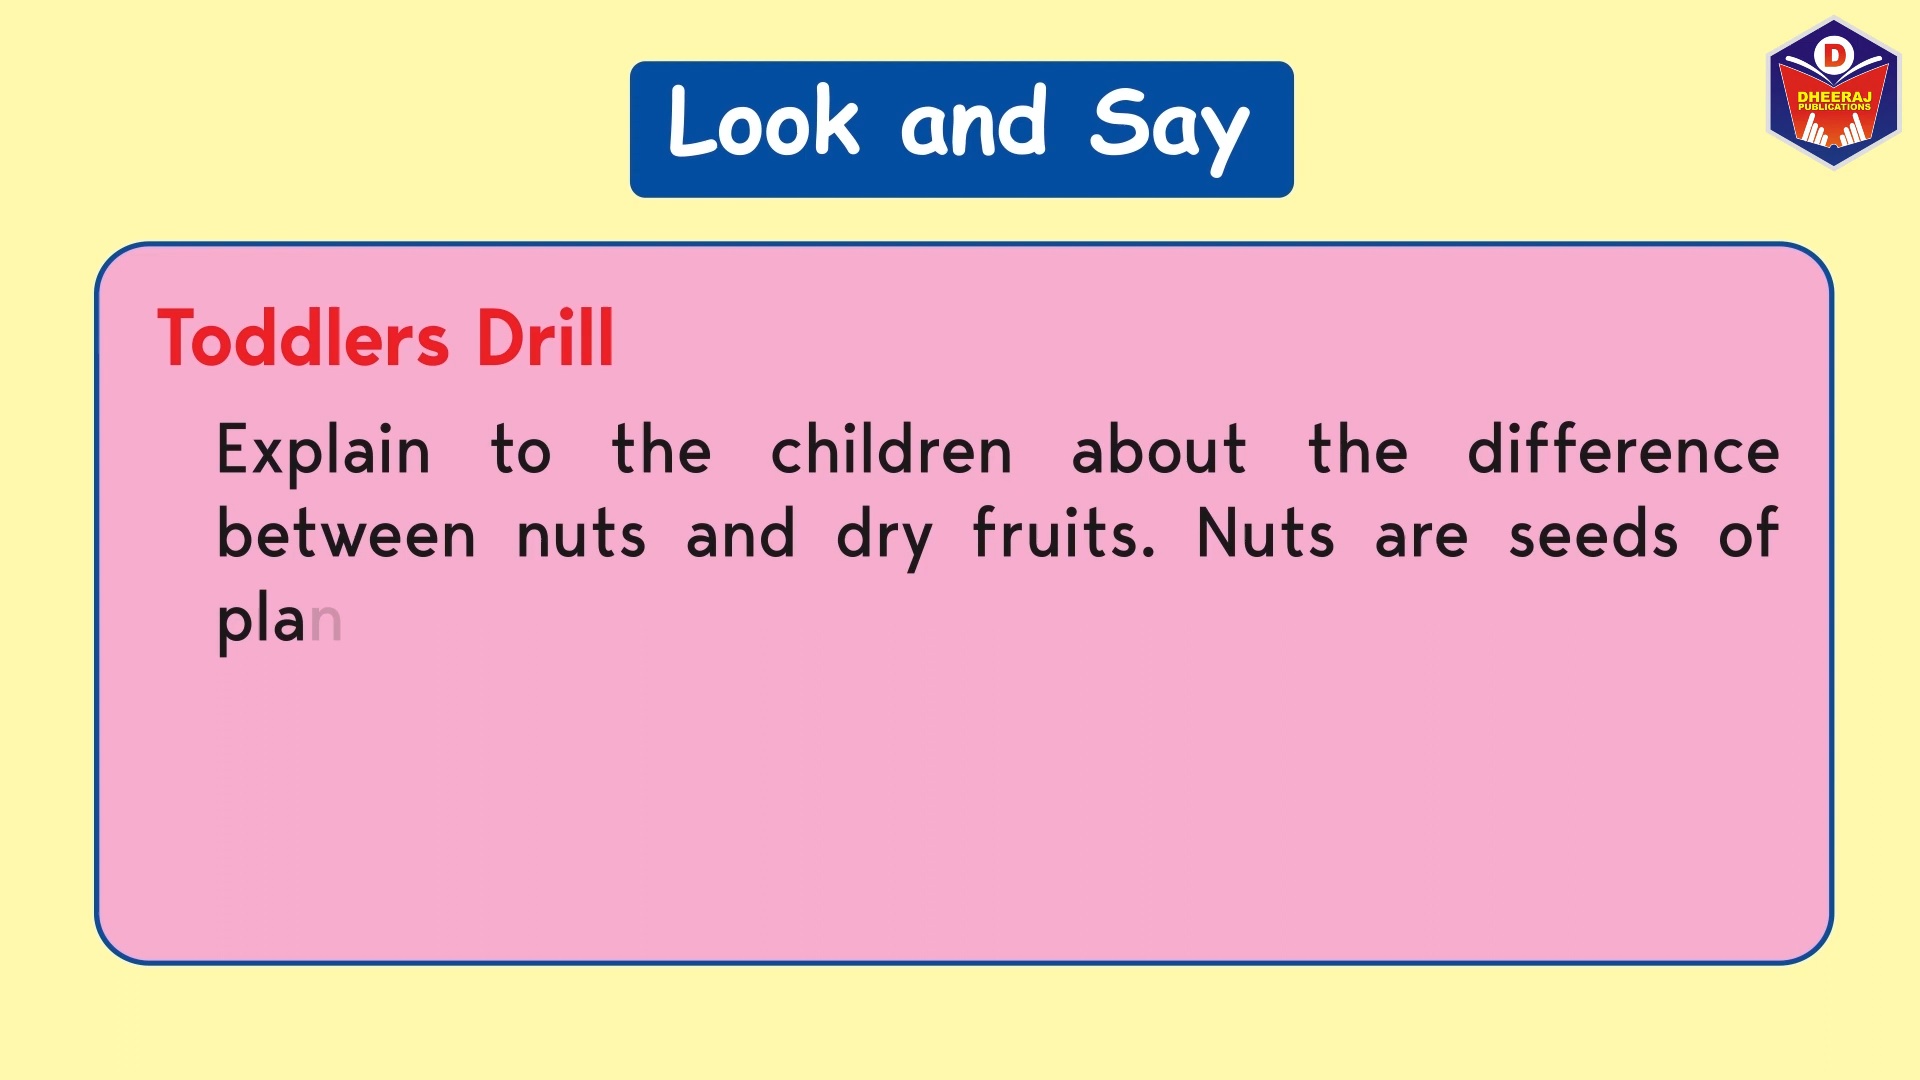 Look and Say
D
DHEERAJ
PUBLICATIONS
Toddlers Drill
Explain to the children about the difference
between nuts and dry fruits. Nuts are seeds of
plan